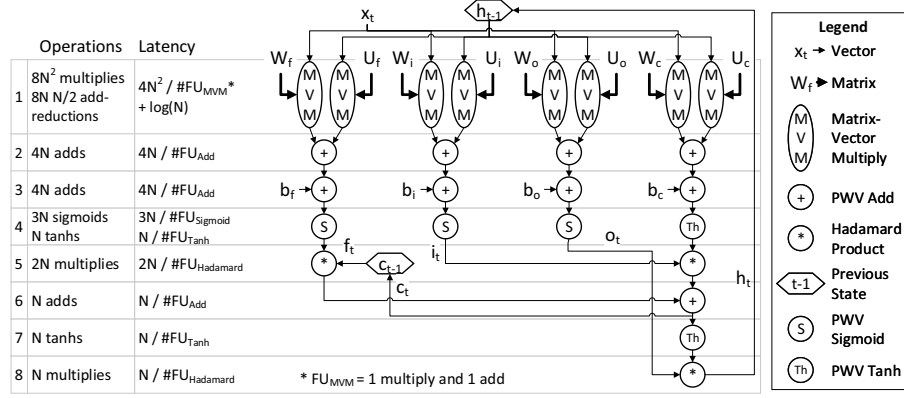 x_t
h_t-1
Operations Latency
W_f U_f W_i U_i W_o U_o W_c U_c
1 8N² multiplies
8N N/2 add-
reductions
4N² / #FU_MVM*
+ log(N)
M V M M V M M V M M V M M V M M V M M V M M V M
2 4N adds 4N / #FU_Add + + + +
3 4N adds 4N / #FU_Add b_f + b_i + b_o + b_c +
4 3N sigmoids
N tanhs
3N / #FU_Sigmoid
N / #FU_Tanh
S S S Th
f_t i_t o_t
5 2N multiplies 2N / #FU_Hadamard * c_t-1 *
c_t h_t
6 N adds N / #FU_Add +
7 N tanhs N / #FU_Tanh Th
8 N multiplies N / #FU_Hadamard * FU_MVM = 1 multiply and 1 add *
Legend
x_t Vector
W_f Matrix
M V M Matrix-
Vector
Multiply
+ PWV Add
* Hadamard
Product
t-1 Previous
State
S PWV
Sigmoid
Th PWV Tanh